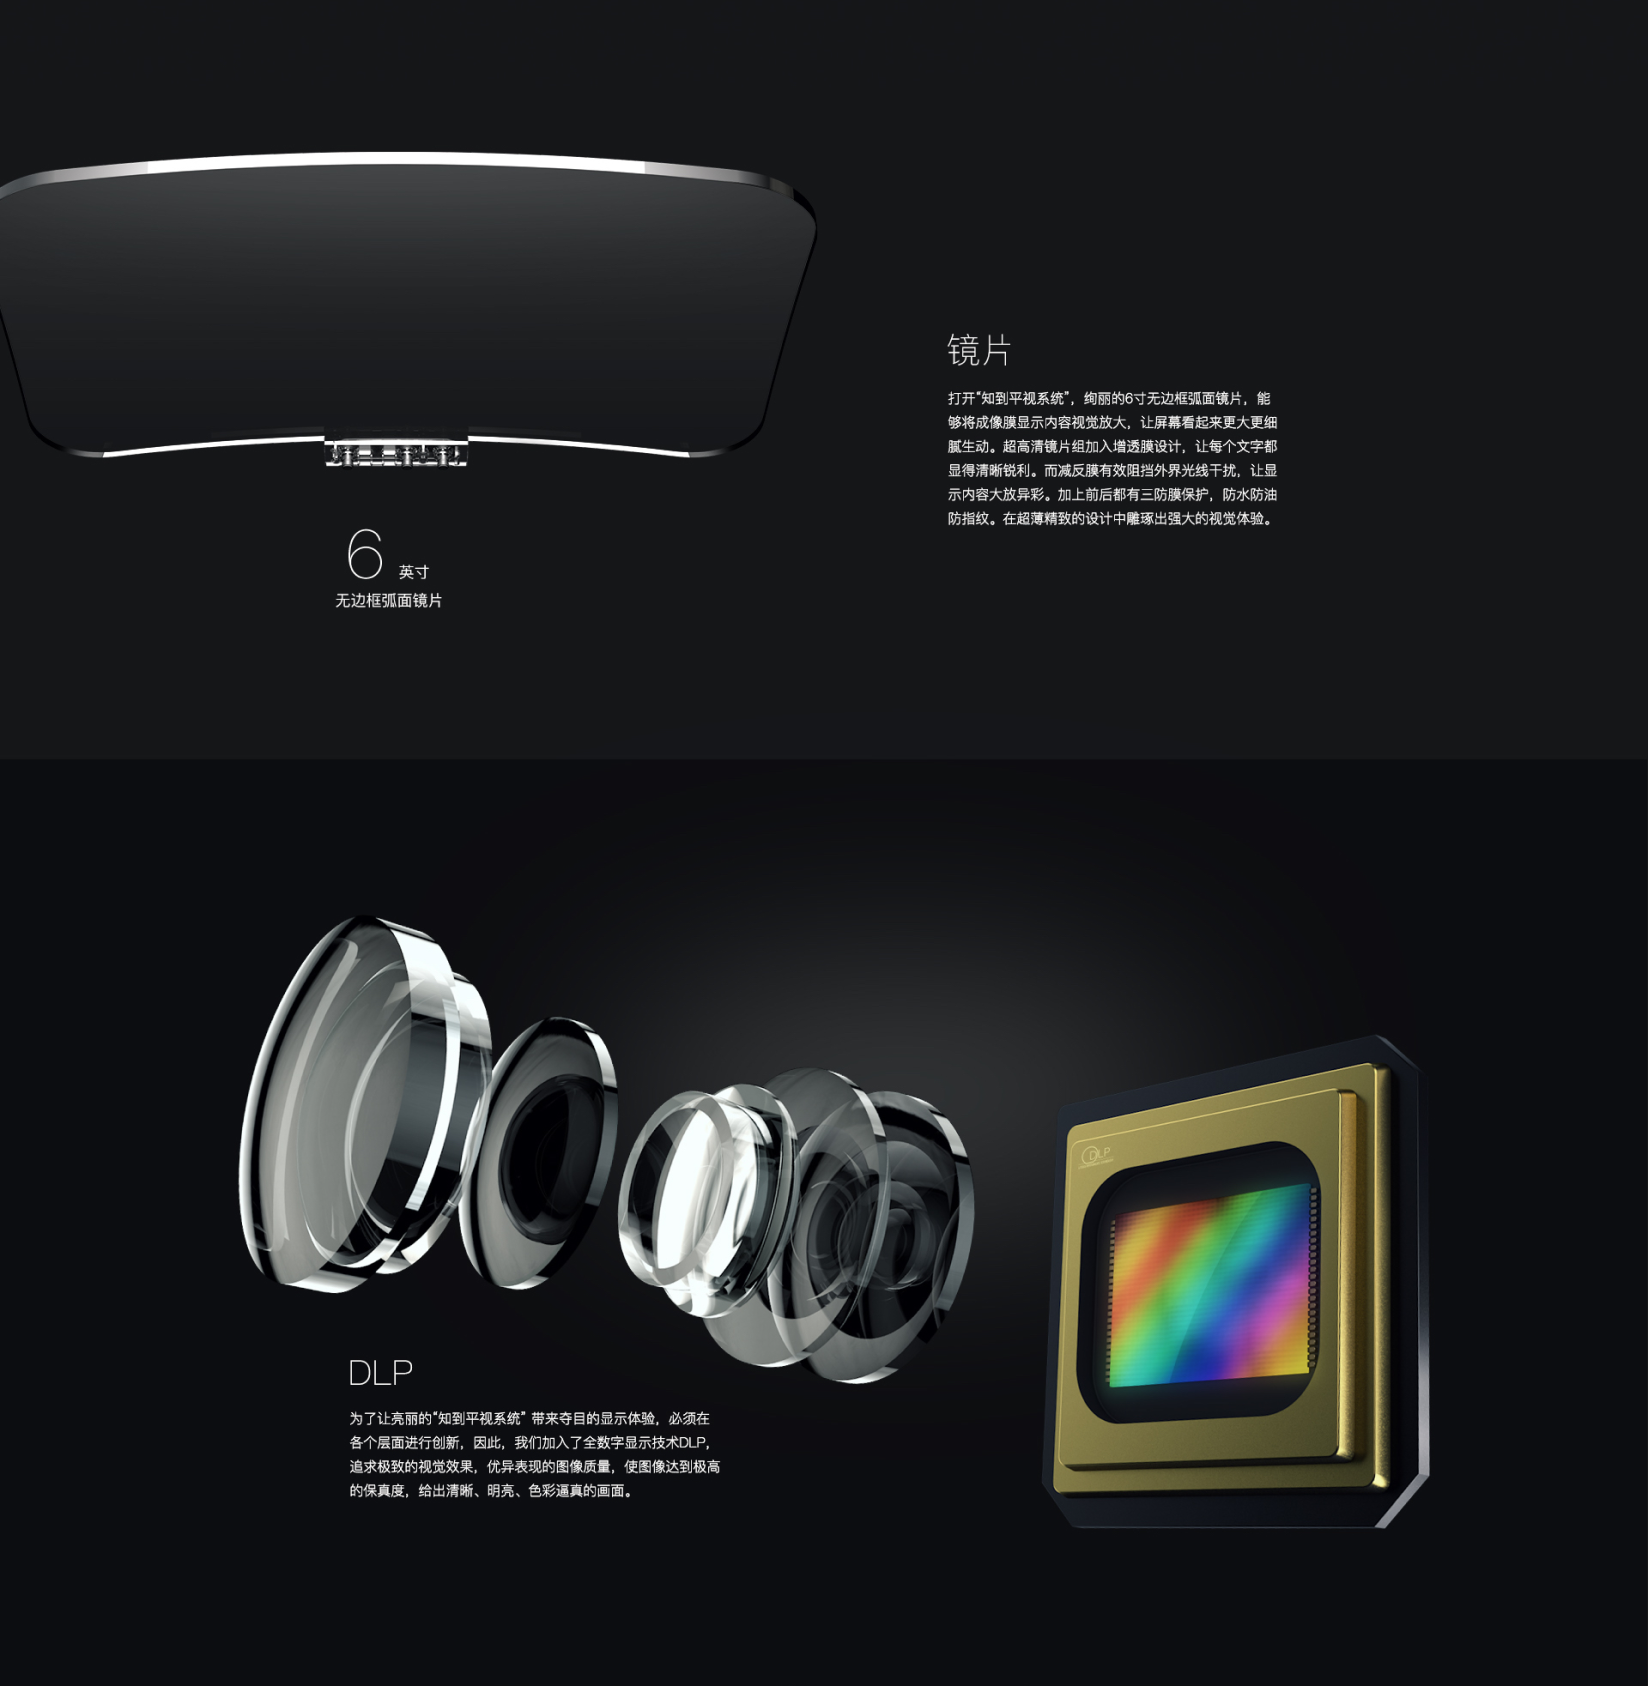 镜片
打开“知到平视系统”，绚丽的6寸无边框弧面镜片，能
够将成像膜显示内容视觉放大，让屏幕看起来更大更细
腻生动。超高清镜片组加入增透膜设计，让每个文字都
显得清晰锐利。而减反膜有效阻挡外界光线干扰，让显
示内容大放异彩。加上前后都有三防膜保护，防水防油
防指纹。在超薄精致的设计中雕琢出强大的视觉体验。
6 英寸
无边框弧面镜片
DLP
DLP
为了让亮丽的“知到平视系统” 带来夺目的显示体验，必须在
各个层面进行创新，因此，我们加入了全数字显示技术DLP，
追求极致的视觉效果，优异表现的图像质量，使图像达到极高
的保真度，给出清晰、明亮、色彩逼真的画面。